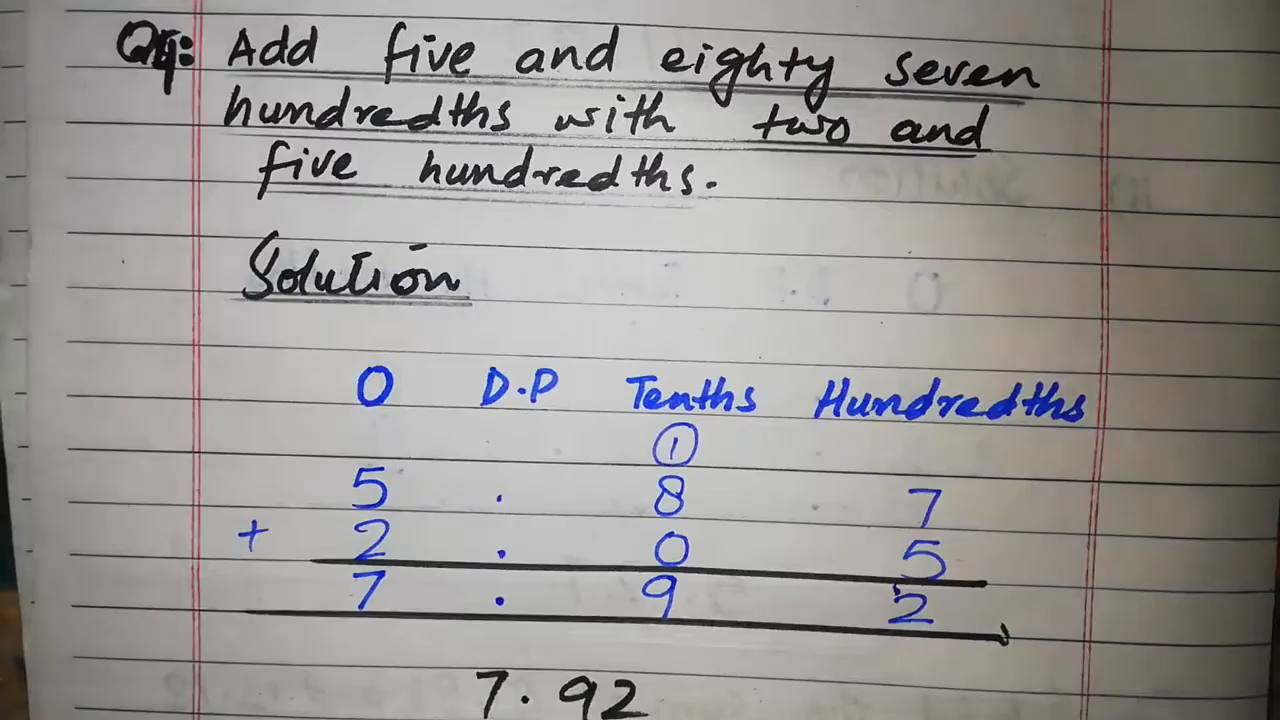 Q4: Add five and eighty seven
hundredths with two and
five hundredths.
Solution
O D.P Tenths Hundredths
1
5 . 8 7
+ 2 . 0 5
7 . 9 2
7.92